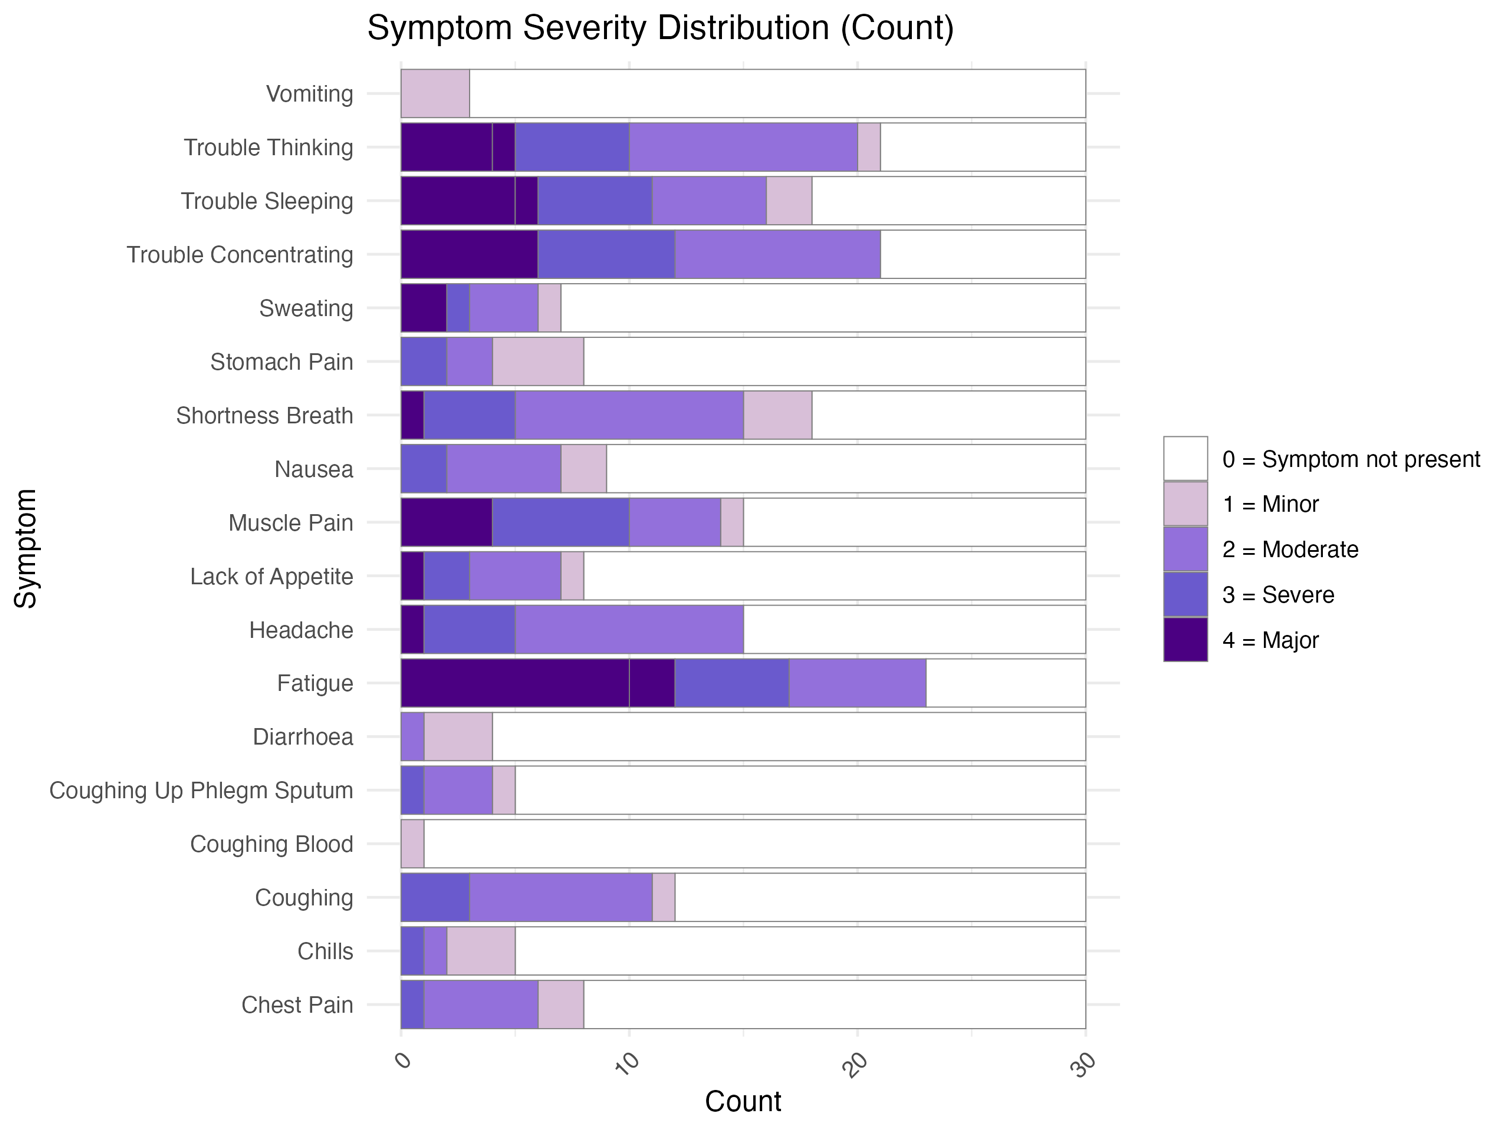 Symptom Severity Distribution (Count)
Vomiting
Trouble Thinking
Trouble Sleeping
Trouble Concentrating
Sweating
Stomach Pain
Shortness Breath
Nausea
Muscle Pain
Lack of Appetite
Headache
Fatigue
Diarrhoea
Coughing Up Phlegm Sputum
Coughing Blood
Coughing
Chills
Chest Pain
Symptom
0 10 20 30
Count
0 = Symptom not present
1 = Minor
2 = Moderate
3 = Severe
4 = Major